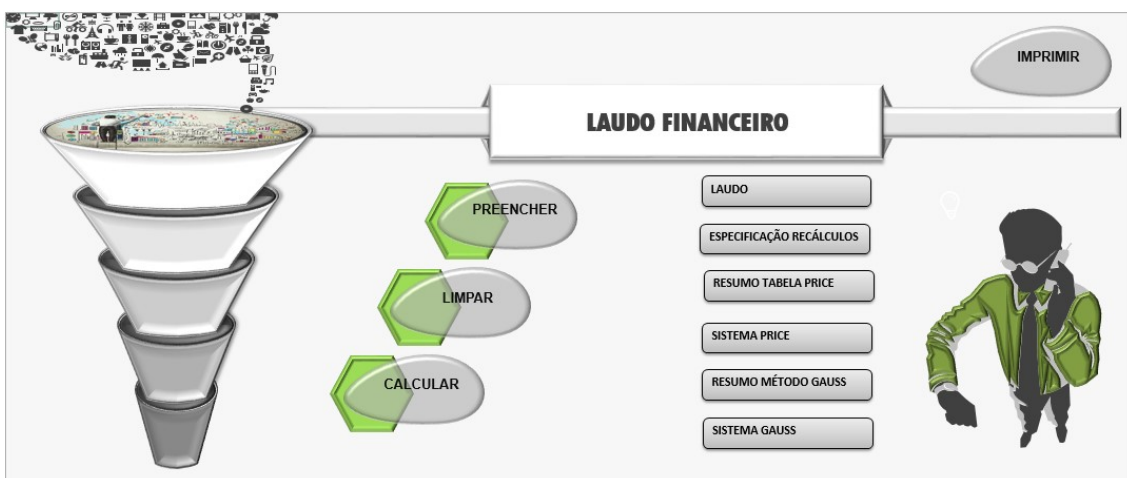 IMPRIMIR
LAUDO FINANCEIRO
PREENCHER
LIMPAR
CALCULAR
LAUDO
ESPECIFICAÇÃO RECÁLCULOS
RESUMO TABELA PRICE
SISTEMA PRICE
RESUMO MÉTODO GAUSS
SISTEMA GAUSS